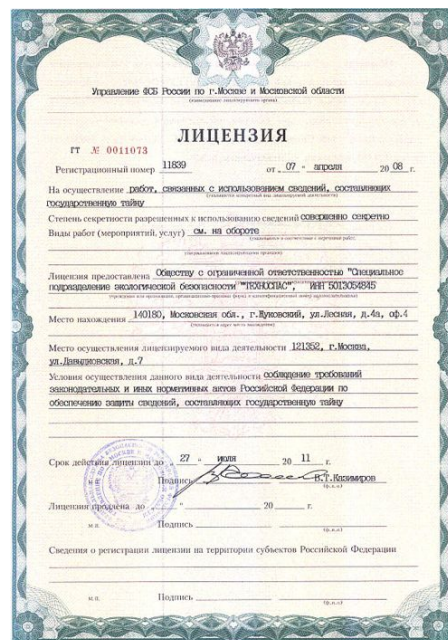 Управление ФСБ России по г.Москве и Московской области
ЛИЦЕНЗИЯ
ГТ № 0011073
Регистрационный номер 11839 от „ 07 " апреля 20 08 г.
На осуществление работ, связанных с использованием сведений, составляющих
государственную тайну
Степень секретности разрешенных к использованию сведений совершенно секретно
Виды работ (мероприятий, услуг) см. на обороте
Лицензия предоставлена Обществу с ограниченной ответственностью "Специальное
подразделение экологической безопасности "ТЕХНОСПАС", ИНН 5013054845
Место нахождения 140180, Московская обл., г.Жуковский, ул.Лесная, д.4а, оф.4
Место осуществления лицензируемого вида деятельности 121352, г.Москва,
ул.Давыдковская, д.7
Условия осуществления данного вида деятельности соблюдение требований
законодательных и иных нормативных актов Российской Федерации по
обеспечению защиты сведений, составляющих государственную тайну
Срок действия лицензии до „ 27 " июля 20 11 г.
Подпись В.Т.Казимиров
(ф.и.о.)
Лицензия продлена до „ " 20 г.
М.П. Подпись
(ф.и.о.)
Сведения о регистрации лицензии на территории субъектов Российской Федерации
М.П. Подпись
(ф.и.о.)